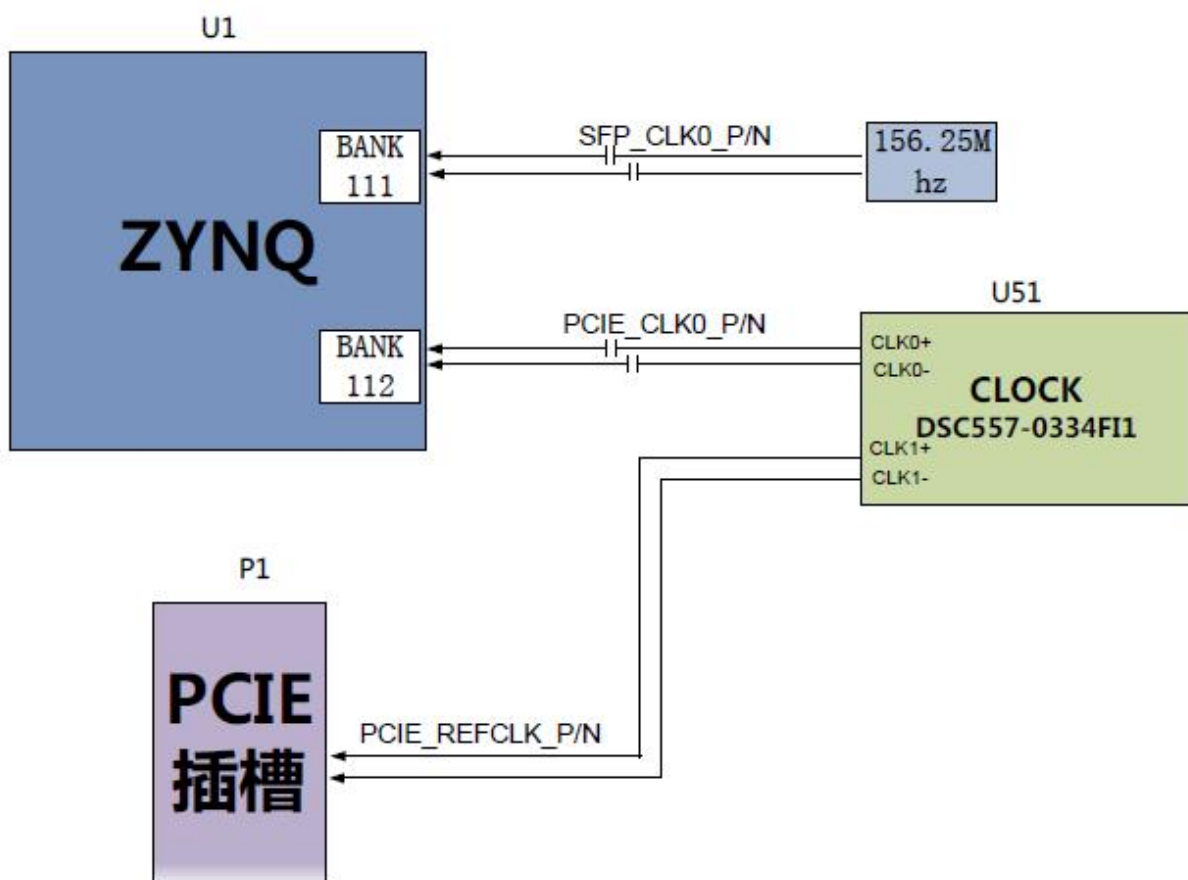 U1
BANK
111
ZYNQ
BANK
112
SFP_CLK0_P/N
156.25M
hz
PCIE_CLK0_P/N
U51
CLK0+
CLK0-
CLOCK
DSC557-0334FI1
CLK1+
CLK1-
P1
PCIE
插槽
PCIE_REFCLK_P/N